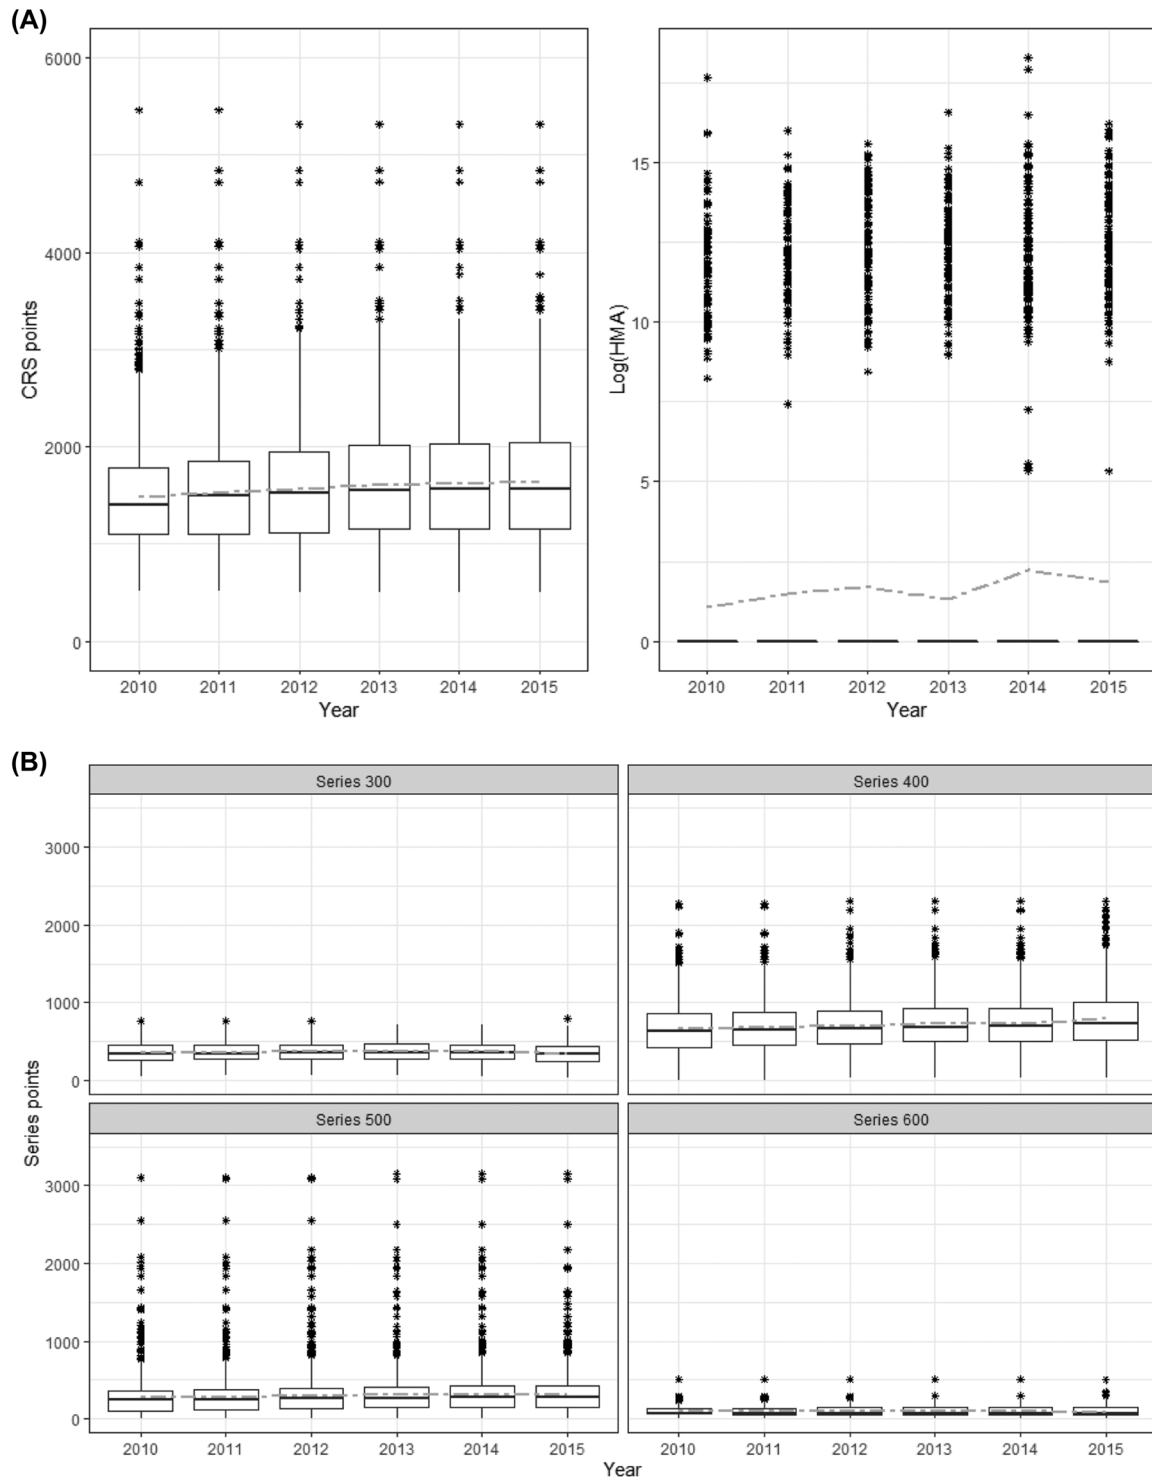 (A)
CRS points
6000
4000
2000
0
2010 2011 2012 2013 2014 2015
Year
Log(HMA)
15
10
5
0
2010 2011 2012 2013 2014 2015
Year
(B)
Series points
Series 300
3000
2000
1000
0
Series 400
Series 500
3000
2000
1000
0
2010 2011 2012 2013 2014 2015
Series 600
2010 2011 2012 2013 2014 2015
Year